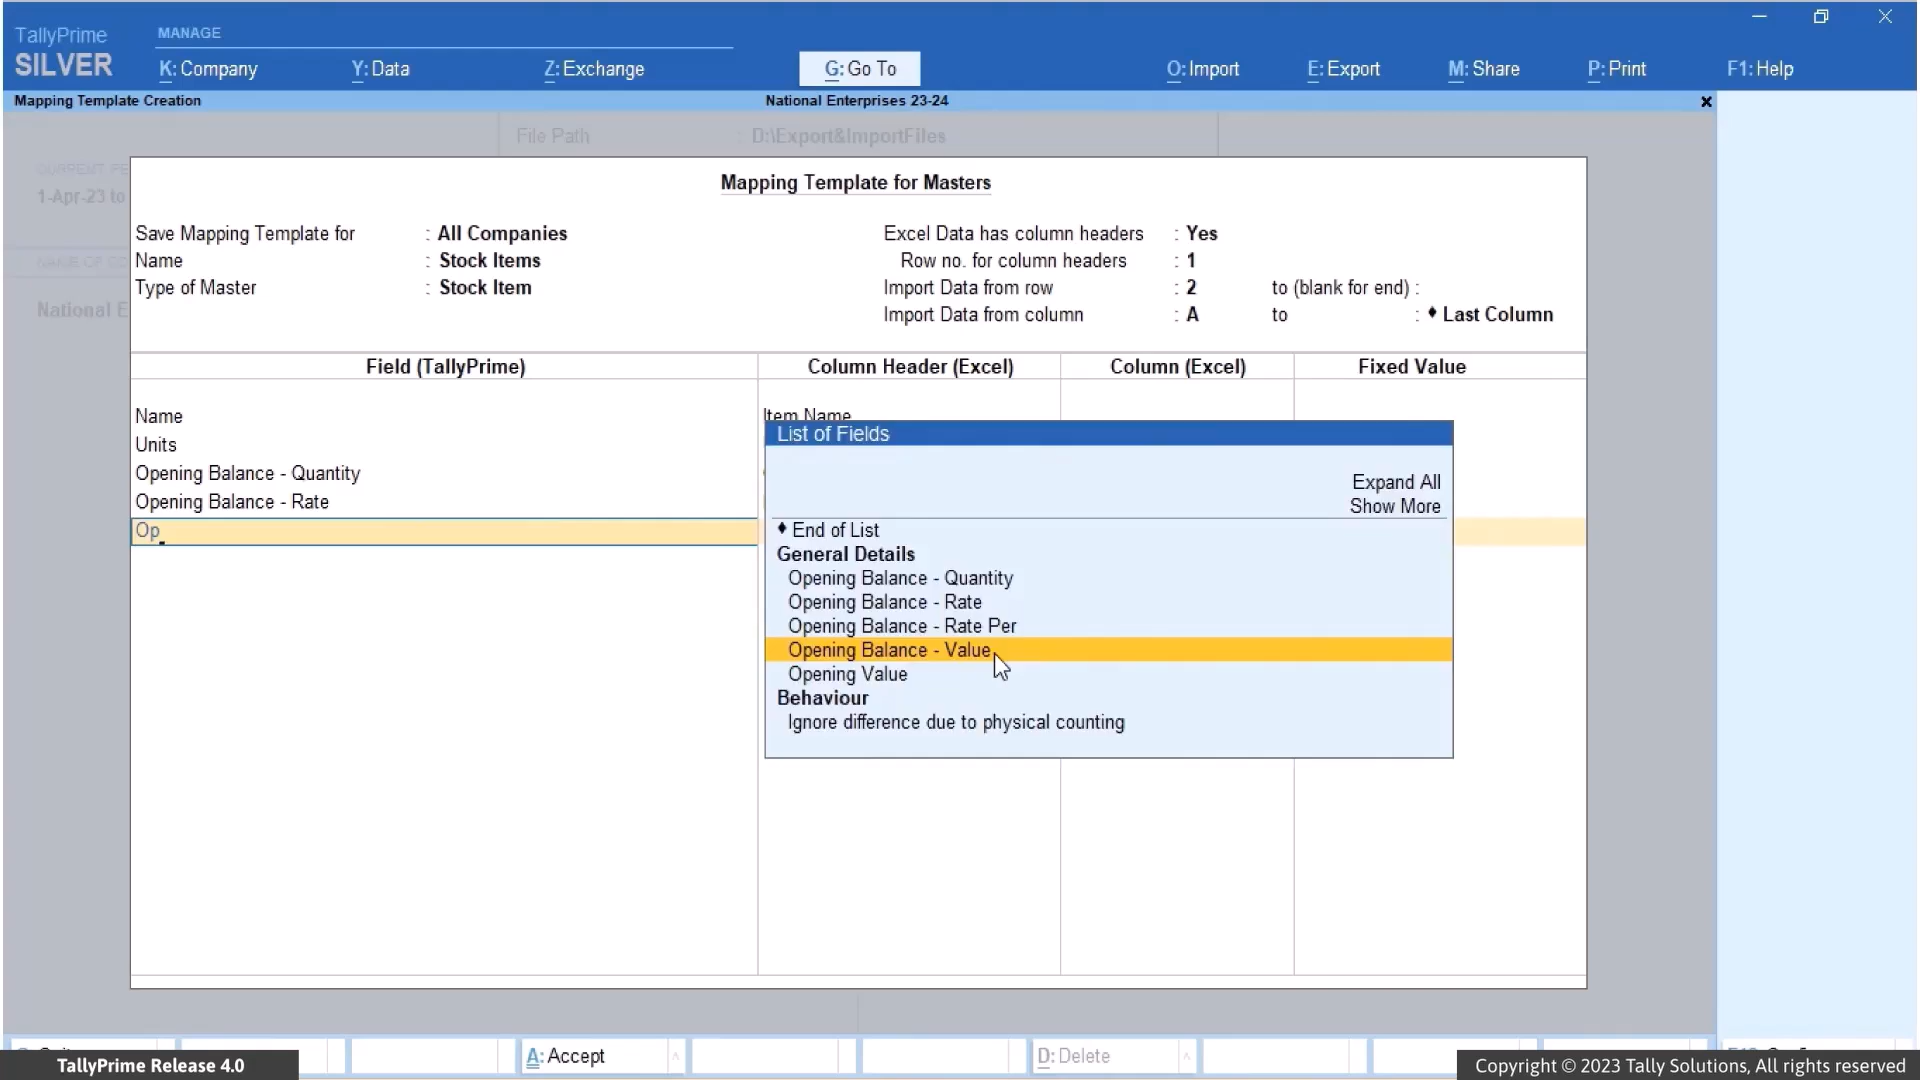 TallyPrime
SILVER
MANAGE
K: Company
Y: Data
Z: Exchange
G: Go To
O: Import
E: Export
M: Share
P: Print
F1: Help
Mapping Template Creation
National Enterprises 23-24
File Path : D:\Export&ImportFiles
1-Apr-23 to
National E
Mapping Template for Masters
Save Mapping Template for : All Companies
Name : Stock Items
Type of Master : Stock Item
Excel Data has column headers : Yes
Row no. for column headers : 1
Import Data from row : 2 to (blank for end) :
Import Data from column : A to : ♦ Last Column
Field (TallyPrime) Column Header (Excel) Column (Excel) Fixed Value
Name Item Name
Units
Opening Balance - Quantity
Opening Balance - Rate
Op
List of Fields
Expand All
Show More
♦ End of List
General Details
Opening Balance - Quantity
Opening Balance - Rate
Opening Balance - Rate Per
Opening Balance - Value
Opening Value
Behaviour
Ignore difference due to physical counting
A: Accept
D: Delete
TallyPrime Release 4.0
Copyright © 2023 Tally Solutions, All rights reserved